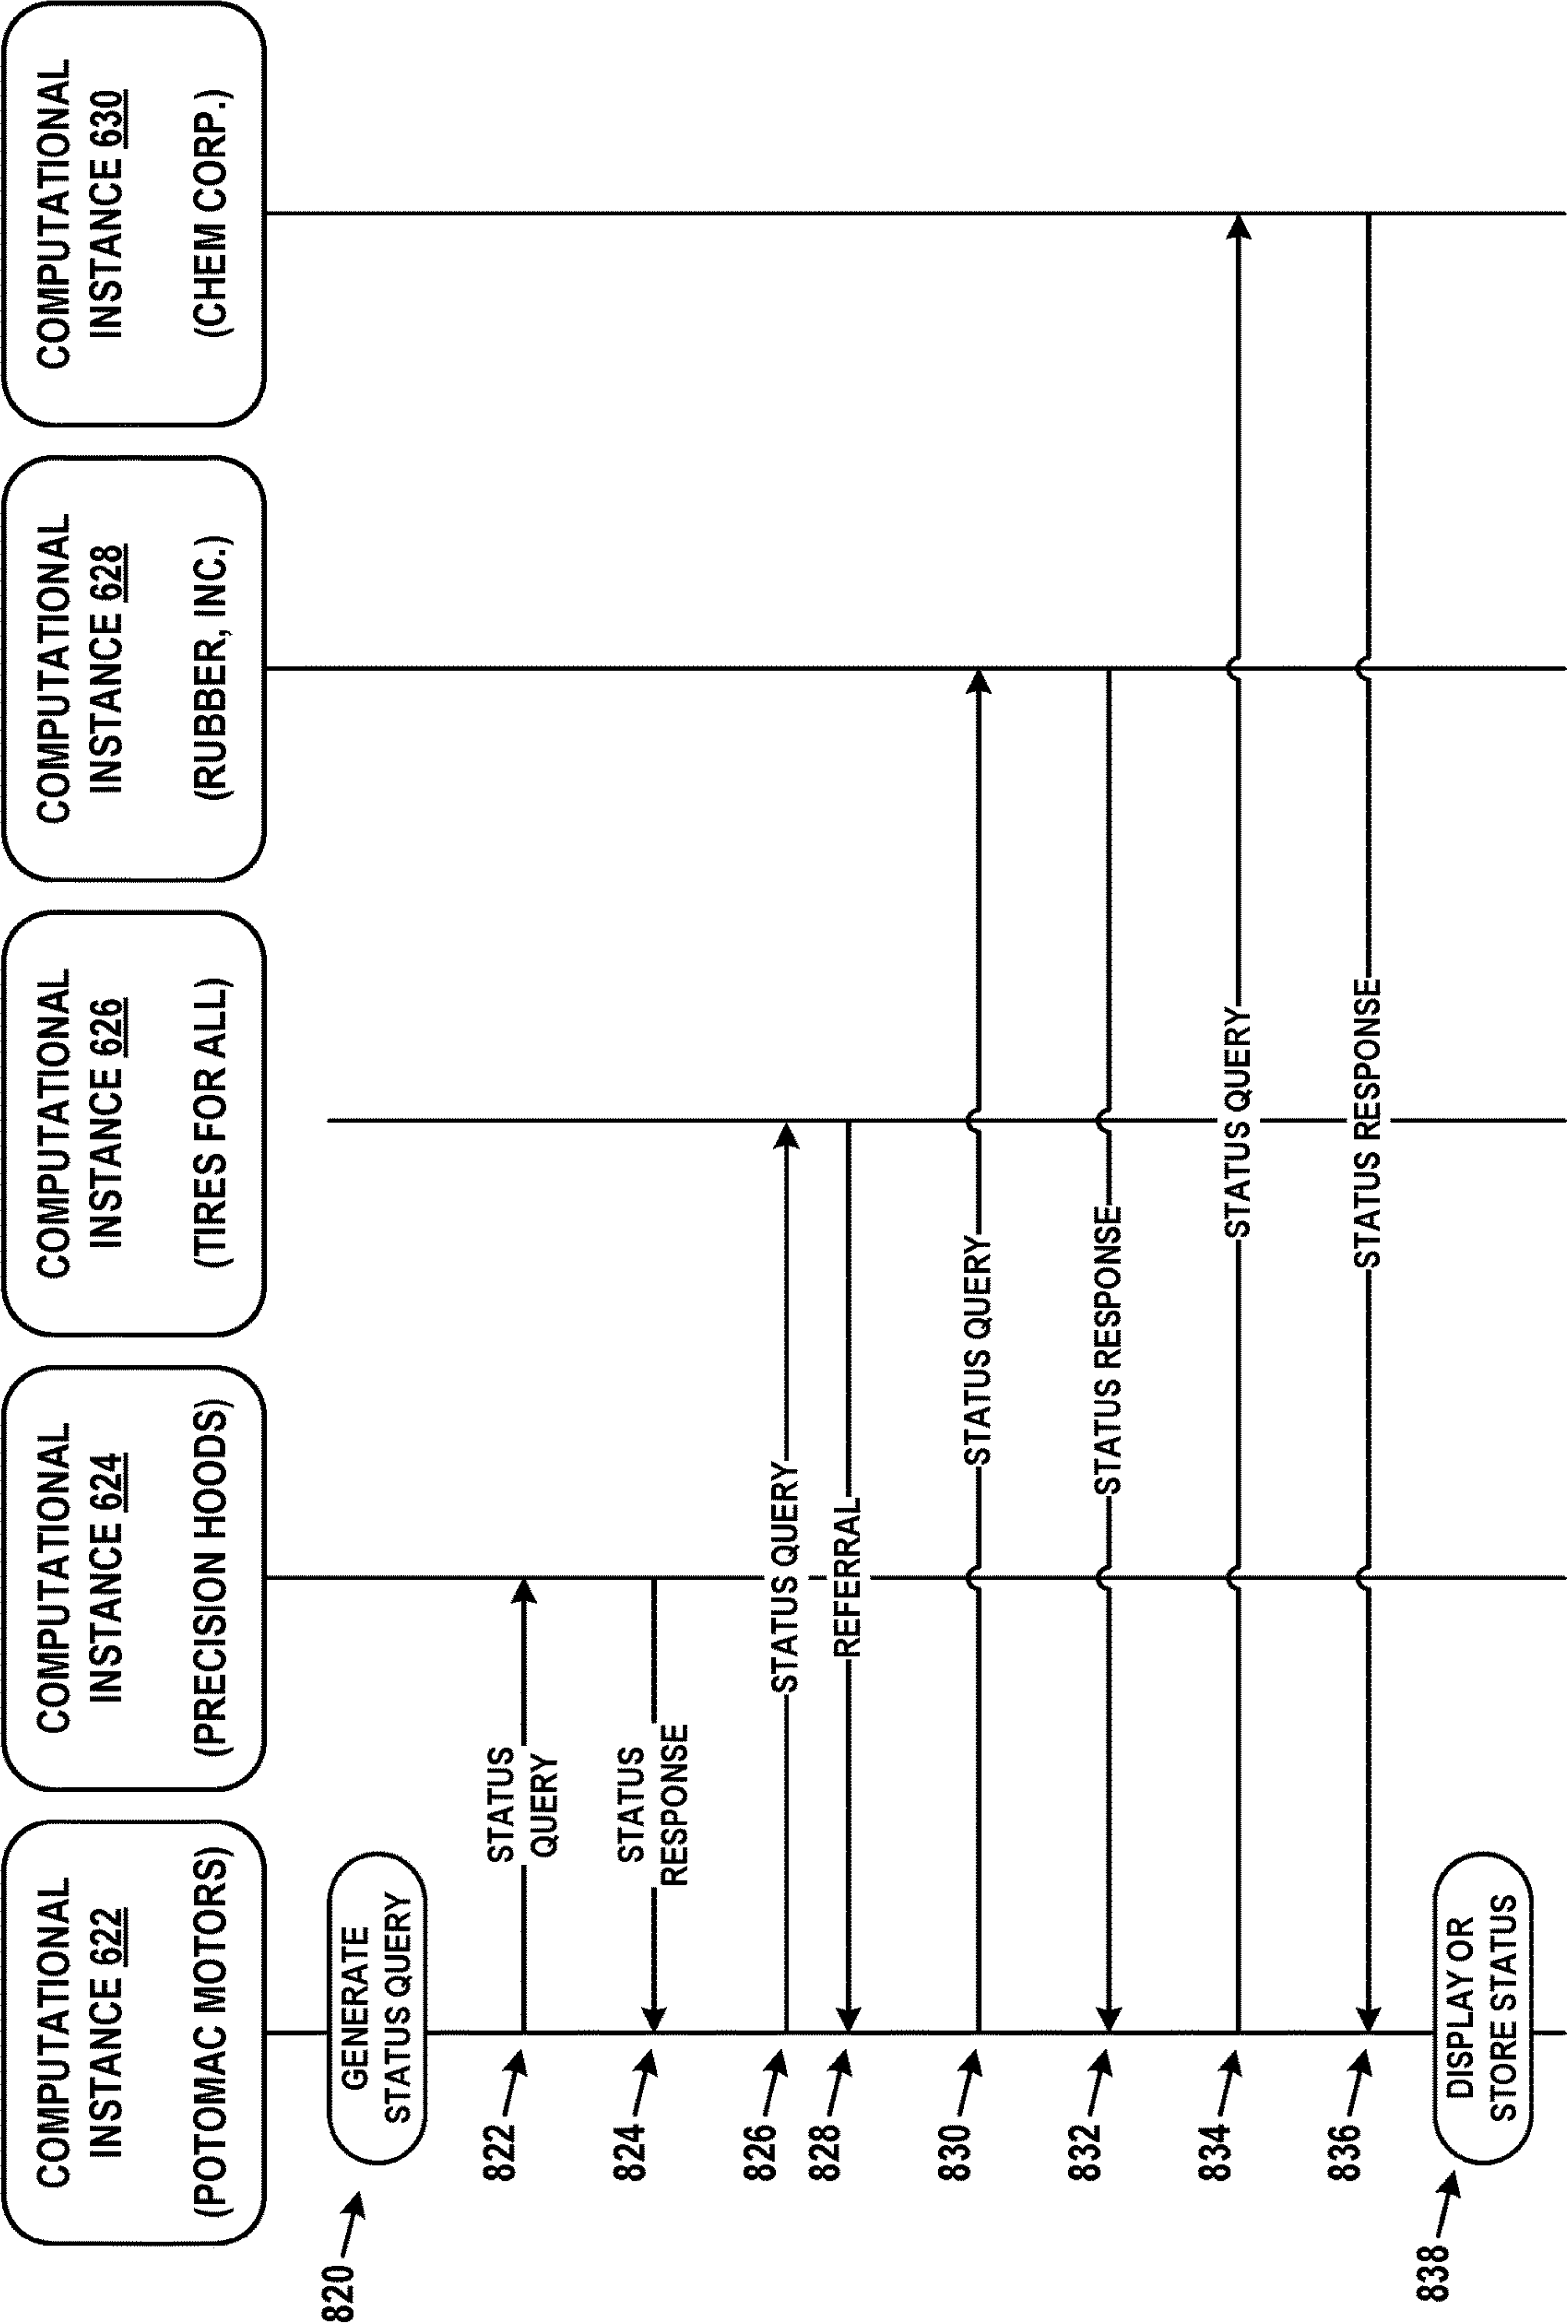 COMPUTATIONAL
INSTANCE 622
(POTOMAC MOTORS)
COMPUTATIONAL
INSTANCE 624
(PRECISION HOODS)
COMPUTATIONAL
INSTANCE 626
(TIRES FOR ALL)
COMPUTATIONAL
INSTANCE 628
(RUBBER, INC.)
COMPUTATIONAL
INSTANCE 630
(CHEM CORP.)
820
GENERATE
STATUS QUERY
822
STATUS
QUERY
824
STATUS
RESPONSE
826
STATUS QUERY
828
REFERRAL
830
STATUS QUERY
832
STATUS RESPONSE
834
STATUS QUERY
836
STATUS RESPONSE
838
DISPLAY OR
STORE STATUS